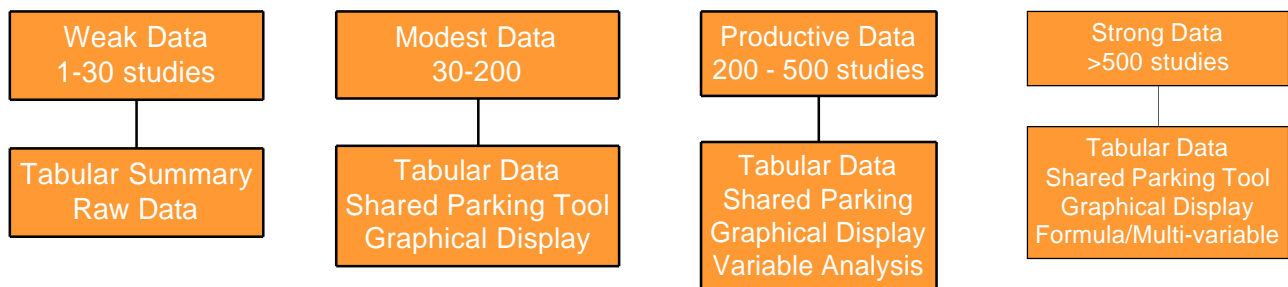 Weak Data
1-30 studies
Tabular Summary
Raw Data
Modest Data
30-200
Tabular Data
Shared Parking Tool
Graphical Display
Productive Data
200 - 500 studies
Tabular Data
Shared Parking
Graphical Display
Variable Analysis
Strong Data
>500 studies
Tabular Data
Shared Parking Tool
Graphical Display
Formula/Multi-variable